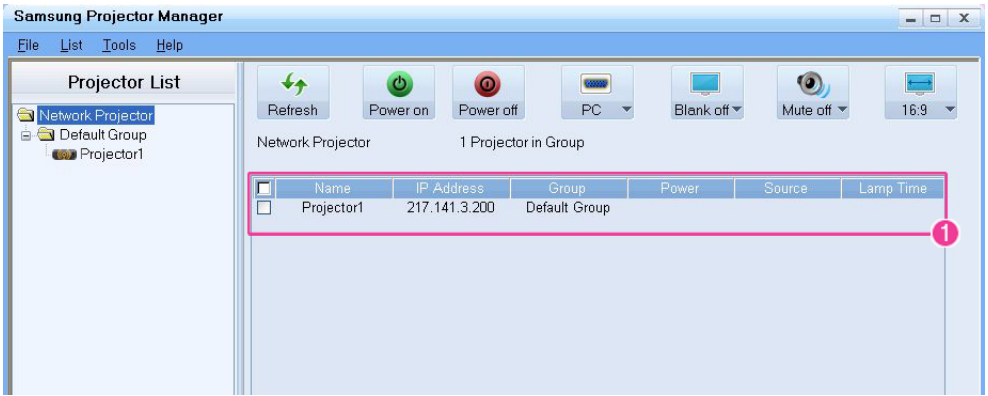 Samsung Projector Manager
File List Tools Help
Projector List
Network Projector
Default Group
Projector1
Refresh Power on Power off PC Blank off Mute off 16:9
Network Projector 1 Projector in Group
Name IP Address Group Power Source Lamp Time
Projector1 217.141.3.200 Default Group
1